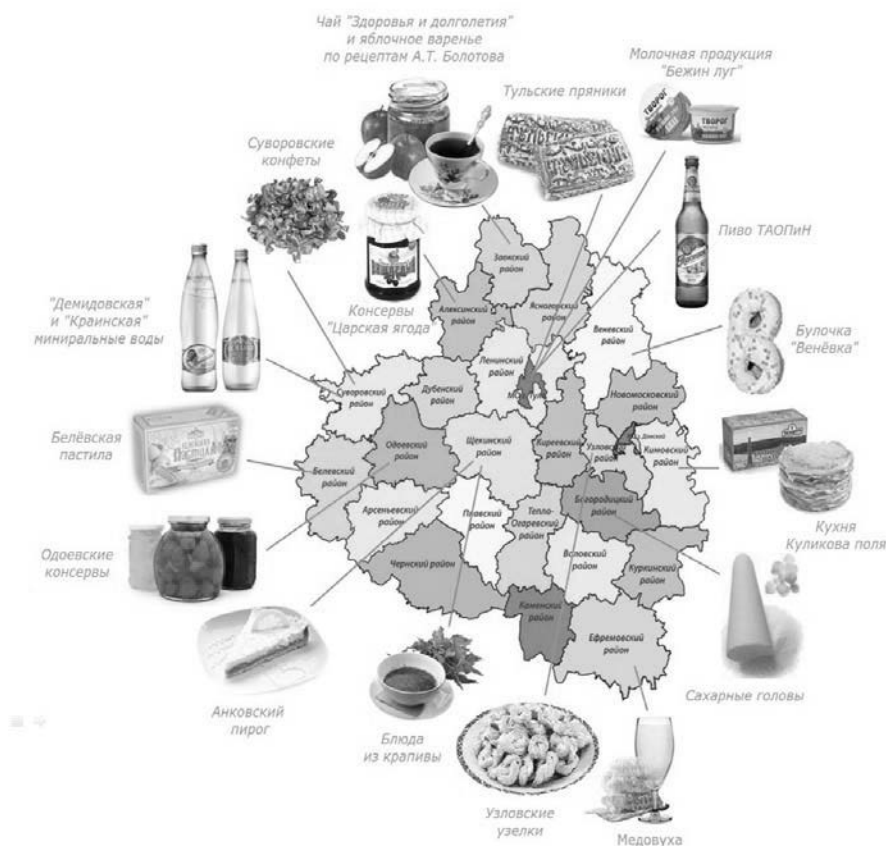 Чай "Здоровья и долголетия"
и яблочное варенье
по рецептам А.Т. Болотова
Молочная продукция
"Бежин луг"
Тульские пряники
ТВОРОГ
ТВОРОГ
Суворовские
конфеты
Пиво ТАОПиН
Консервы
"Царская ягода"
"Демидовская"
и "Краинская"
миниральные воды
Булочка
"Венёвка"
Белёвская
пастила
Кухня
Куликова поля
Одоевские
консервы
Сахарные головы
Анковский
пирог
Блюда
из крапивы
Узловские
узелки
Медовуха
Заокский
район
Ясногорский
район
Алексинский
район
Веневский
район
Ленинский
район
Суворовский
район
Дубенский
район
Новомосковский
район
Одоевский
район
Щекинский
район
Киреевский
район
район
Донской
Кимовский
район
Белевский
район
Богородицкий
район
Арсеньевский
район
Плавский
район
Тепло-
Огаревский
район
Воловский
район
Куркинский
район
Чернский район
Каменский
район
Ефремовский
район